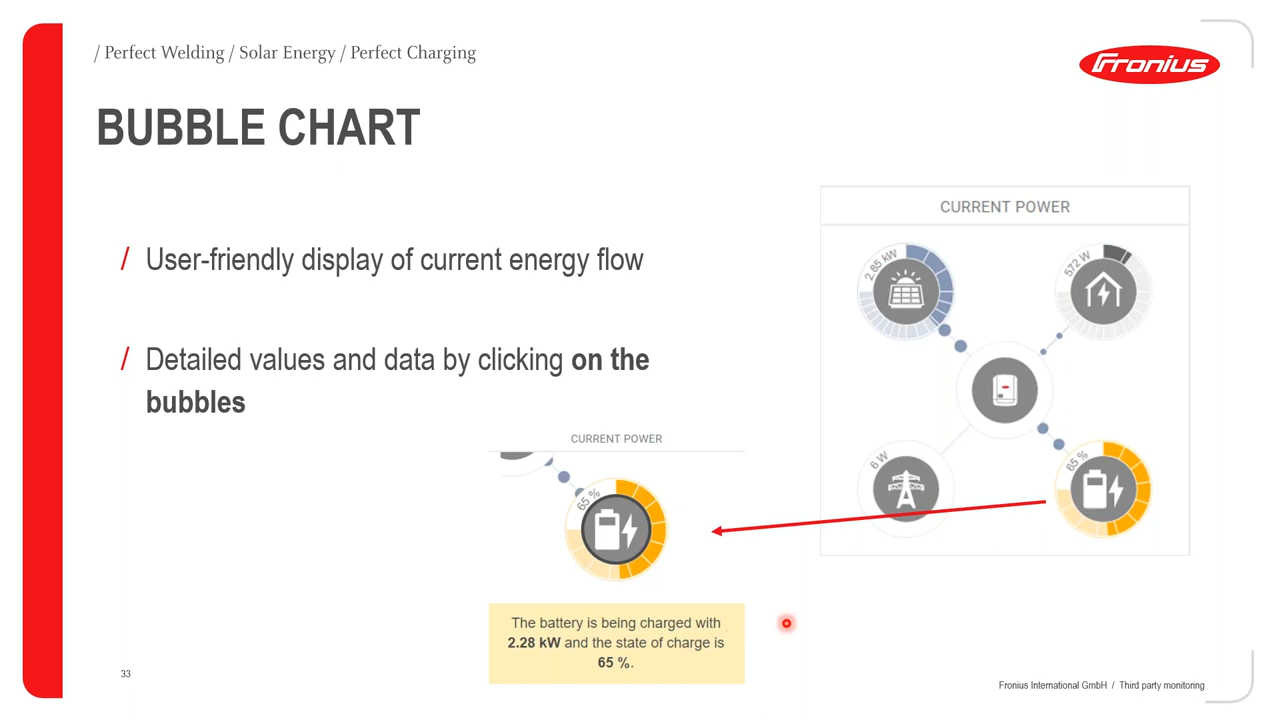 / Perfect Welding / Solar Energy / Perfect Charging
Fronius
BUBBLE CHART
/ User-friendly display of current energy flow
/ Detailed values and data by clicking on the
bubbles
CURRENT POWER
2.85 kW
572 W
6 W
65 %
CURRENT POWER
65 %
The battery is being charged with
2.28 kW and the state of charge is
65 %.
33
Fronius International GmbH / Third party monitoring